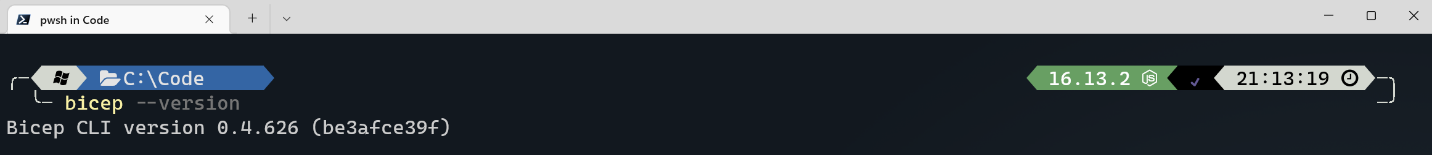 pwsh in Code
C:\Code 16.13.2 21:13:19
bicep --version
Bicep CLI version 0.4.626 (be3afce39f)